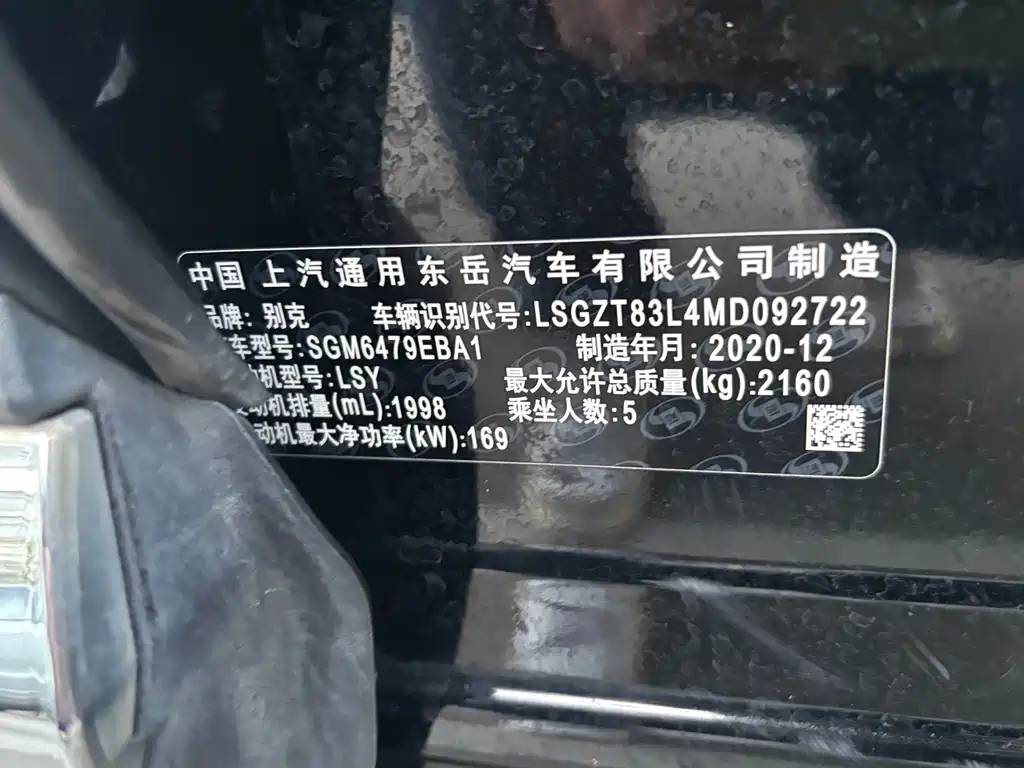 中国 上汽通用东岳汽车有限公司制造
品牌: 别克 车辆识别代号:LSGZT83L4MD092722
车型号:SGM6479EBA1 制造年月: 2020-12
机型号:LSY 最大允许总质量(kg):2160
动机排量(mL):1998 乘坐人数:5
动机最大净功率(kW):169